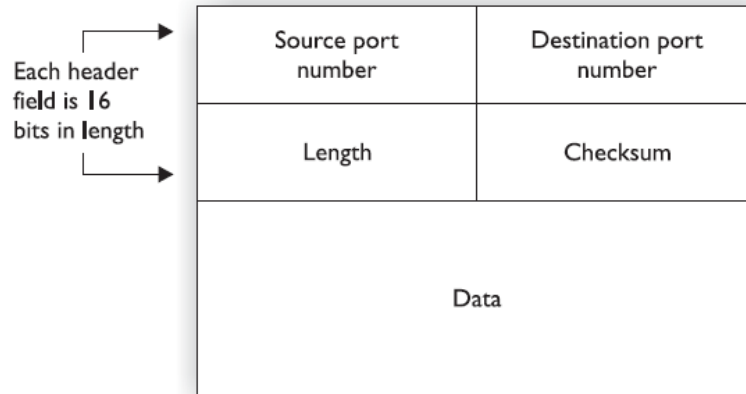 Each header
field is 16
bits in length
Source port
number
Destination port
number
Length
Checksum
Data